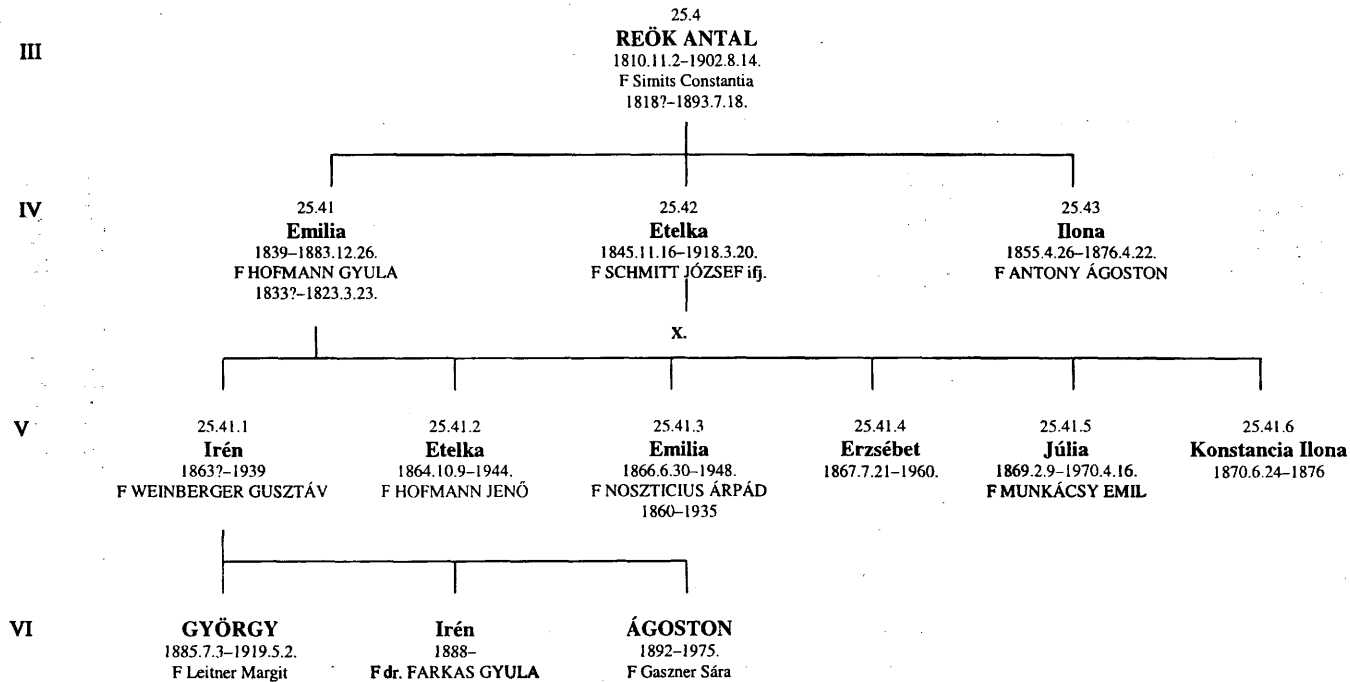 III
25.4
REÖK ANTAL
1810.11.2–1902.8.14.
F Simits Constantia
1818?–1893.7.18.
IV
25.41
Emilia
1839–1883.12.26.
F HOFMANN GYULA
1833?–1823.3.23.
25.42
Etelka
1845.11.16–1918.3.20.
F SCHMITT JÓZSEF ifj.
X.
25.43
Ilona
1855.4.26–1876.4.22.
F ANTONY ÁGOSTON
V
25.41.1
Irén
1863?–1939
F WEINBERGER GUSZTÁV
25.41.2
Etelka
1864.10.9–1944.
F HOFMANN JENŐ
25.41.3
Emilia
1866.6.30–1948.
F NOSZTICIUS ÁRPÁD
1860–1935
25.41.4
Erzsébet
1867.7.21–1960.
25.41.5
Júlia
1869.2.9–1970.4.16.
F MUNKÁCSY EMIL
25.41.6
Konstancia Ilona
1870.6.24–1876
VI
GYÖRGY
1885.7.3–1919.5.2.
F Leitner Margit
Irén
1888–
F dr. FARKAS GYULA
ÁGOSTON
1892–1975.
F Gaszner Sára